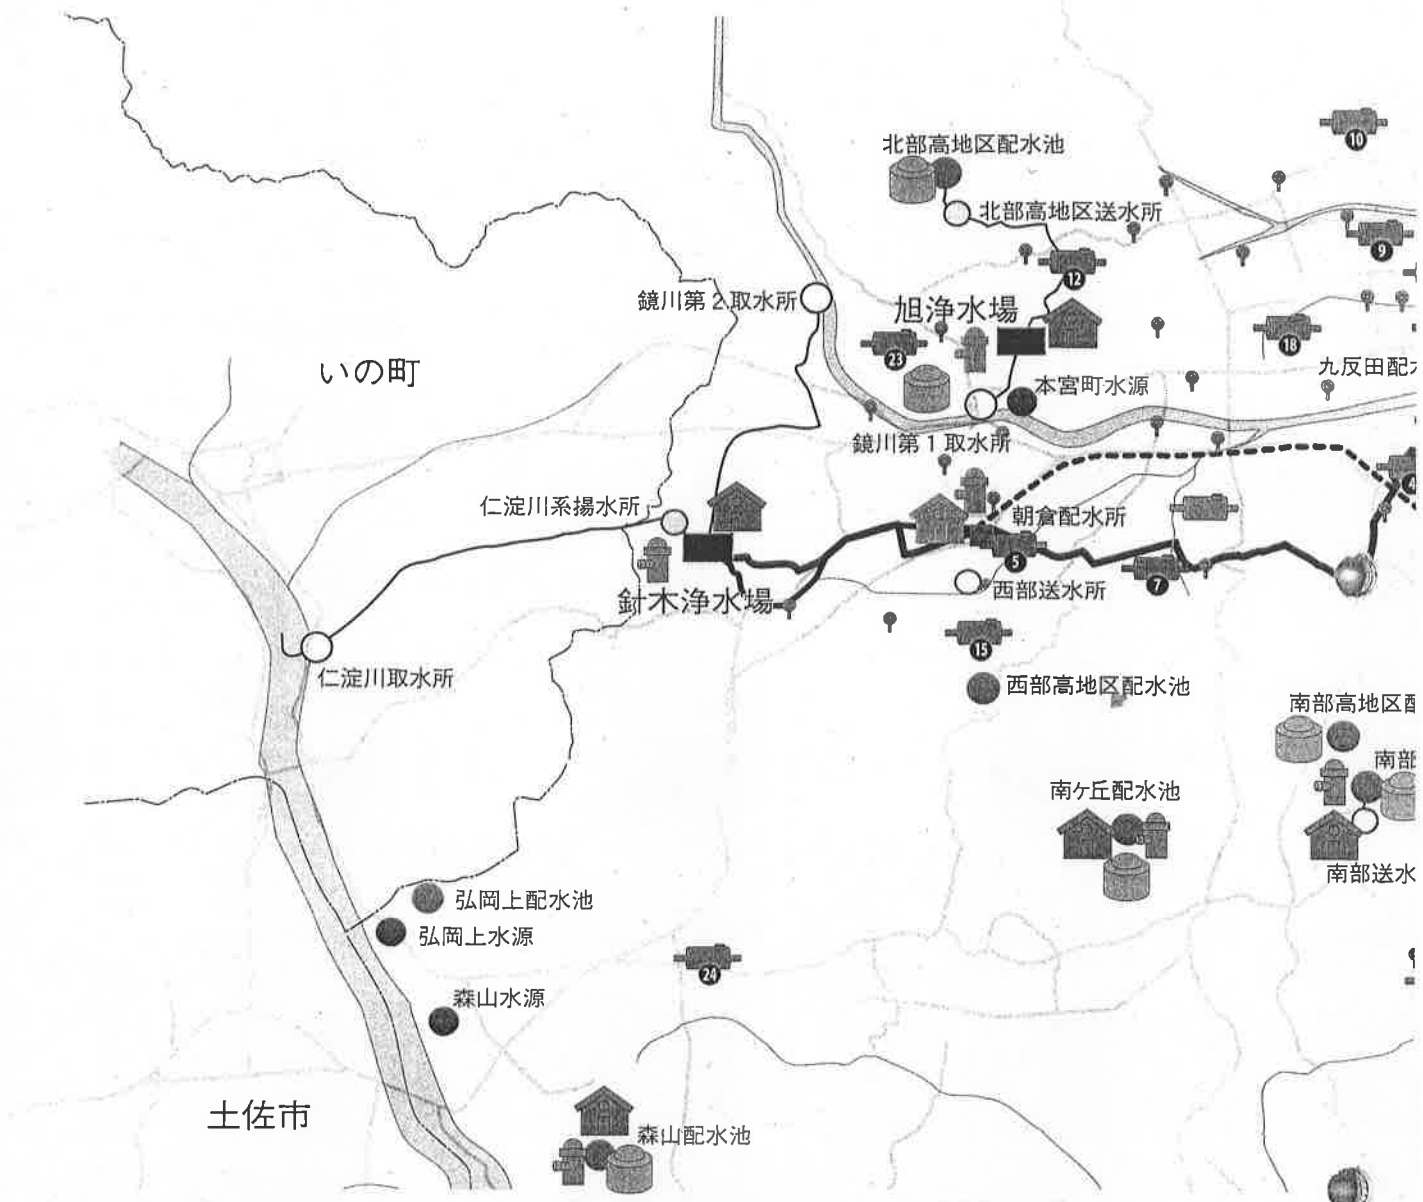 10
北部高地区配水池
北部高地区送水所
9
12
鏡川第2取水所
旭浄水場
18
23
いの町
九反田配水
本宮町水源
鏡川第1取水所
仁淀川系揚水所
朝倉配水所
5
7
針木浄水場
西部送水所
15
仁淀川取水所
西部高地区配水池
南部高地区配
南部
南ケ丘配水池
南部送水
弘岡上配水池
弘岡上水源
24
森山水源
土佐市
森山配水池